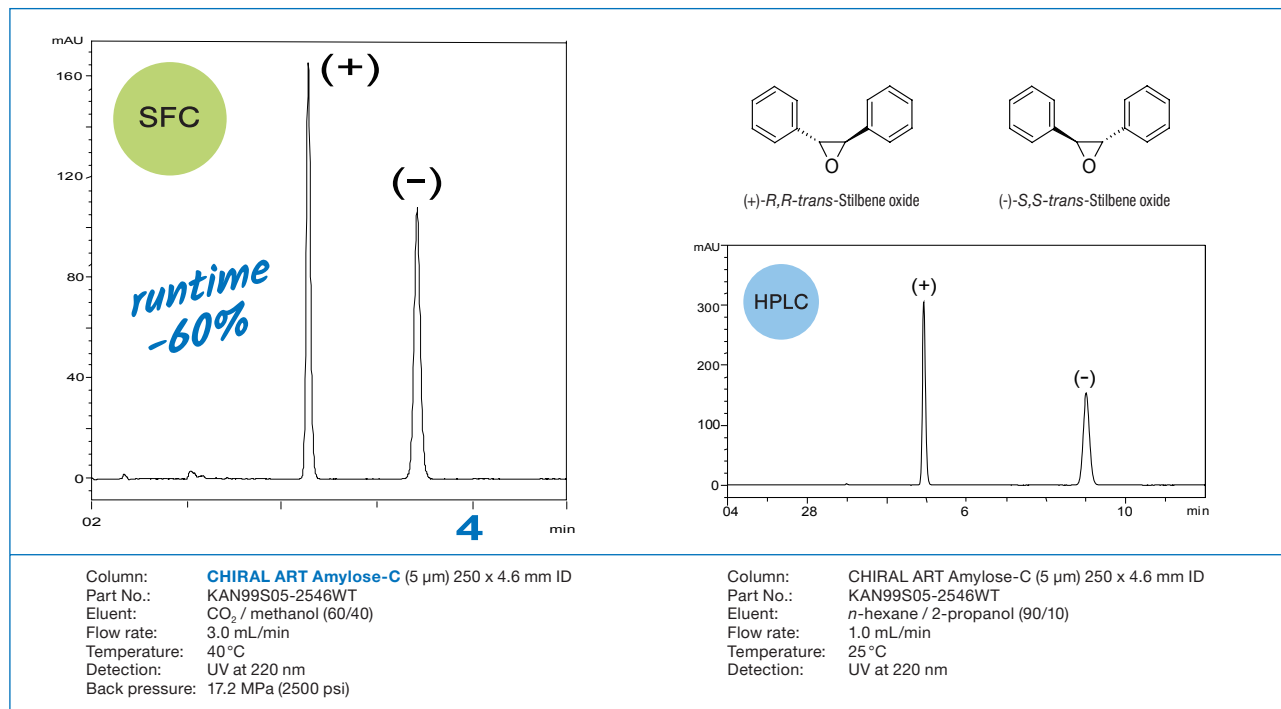 mAU
160
120
80
40
0
SFC
(+)
(-)
runtime
-60%
02
4
min
O
O
(+)-R,R-trans-Stilbene oxide
(-)-S,S-trans-Stilbene oxide
mAU
300
200
100
0
HPLC
(+)
(-)
04
28
6
10
min
Column: CHIRAL ART Amylose-C (5 µm) 250 x 4.6 mm ID
Part No.: KAN99S05-2546WT
Eluent: CO₂ / methanol (60/40)
Flow rate: 3.0 mL/min
Temperature: 40 °C
Detection: UV at 220 nm
Back pressure: 17.2 MPa (2500 psi)
Column: CHIRAL ART Amylose-C (5 µm) 250 x 4.6 mm ID
Part No.: KAN99S05-2546WT
Eluent: n-hexane / 2-propanol (90/10)
Flow rate: 1.0 mL/min
Temperature: 25 °C
Detection: UV at 220 nm